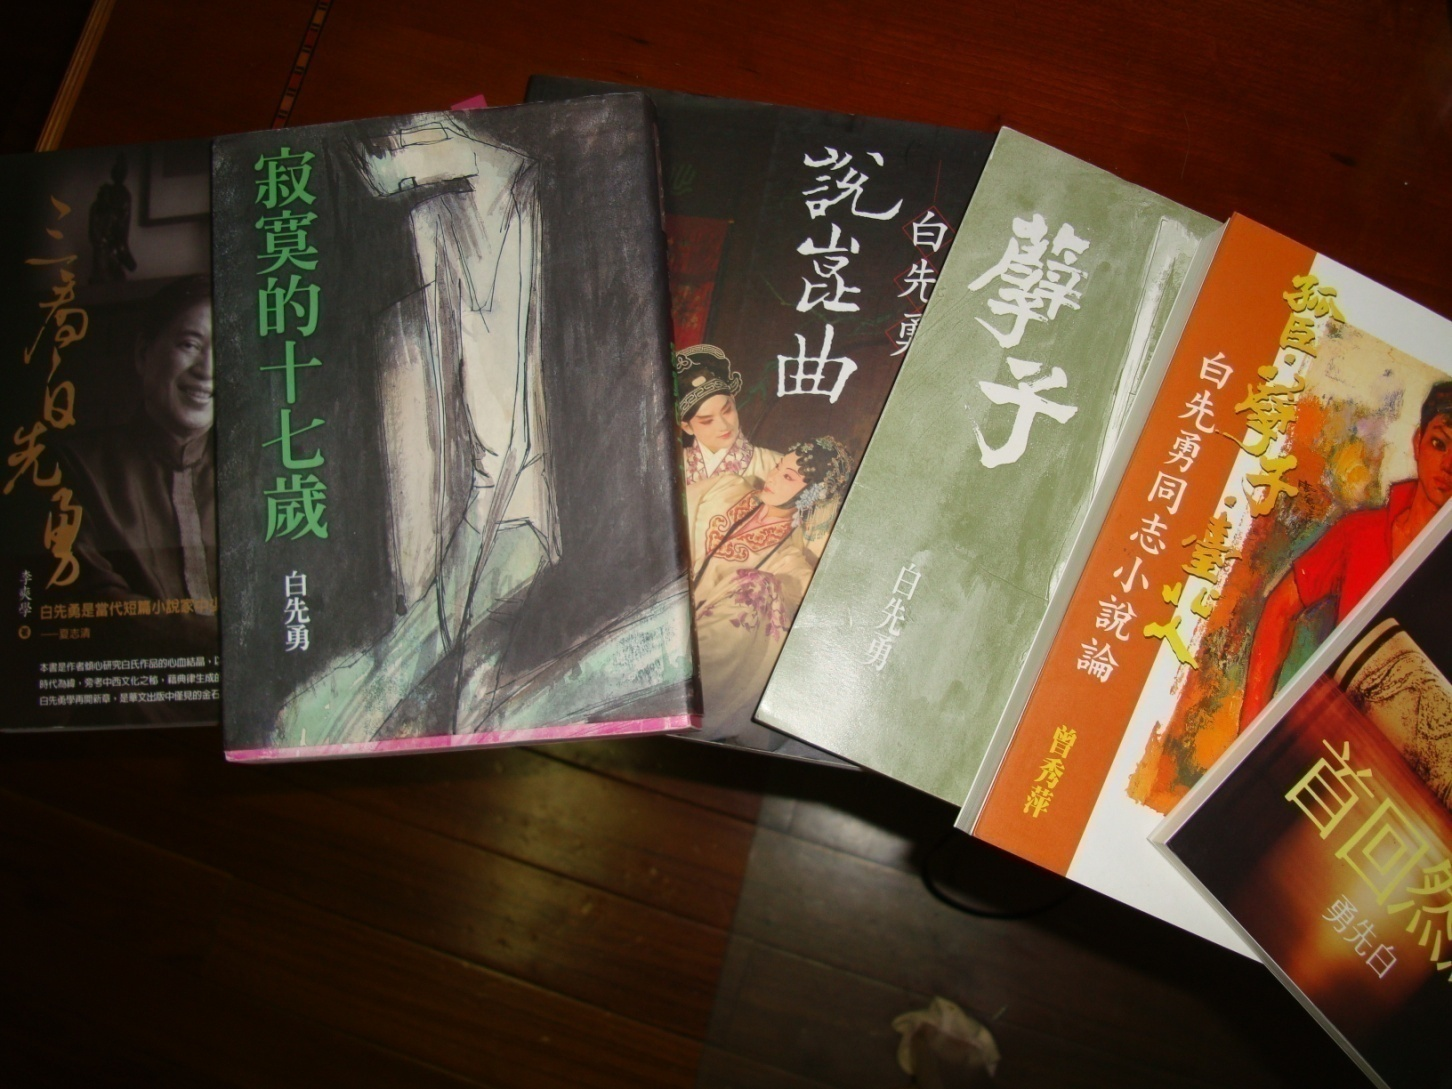 三看白先勇
李奭學 著
白先勇是當代短篇小說家中
——夏志清
本書是作者傾心研究白氏作品的心血結晶，以
時代為緯，旁考中西文化之秘，藉典律生成的
白先勇學再開新章，是華文出版中僅見的金石
寂寞的十七歲
白先勇
白先勇
說崑曲
孽子
白先勇
孤臣·孽子·臺北人
白先勇同志小說論
曾秀萍
首回然
勇先白